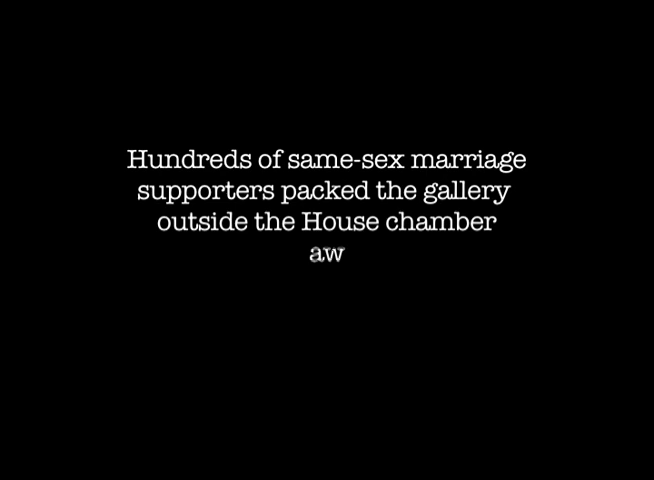 Hundreds of same-sex marriage
supporters packed the gallery
outside the House chamber
aw